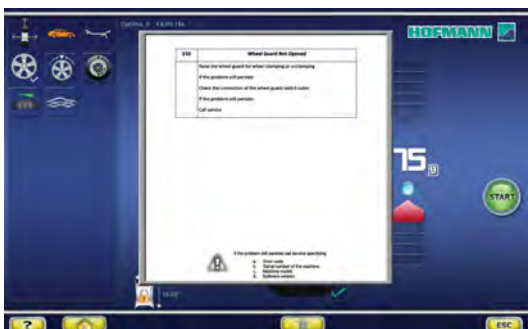 HOFMANN
E10 Wheel Guard Not Opened
Raise the wheel guard for wheel clamping or unclamping
If the problem still persists:
Check the connection of the wheel guard switch cable.
If the problem still persists:
Call service
75 g
START
If the problem still persists call service specifying
a. Error code.
b. Serial number of the machine.
c. Machine model.
d. Software version.
?
ESC